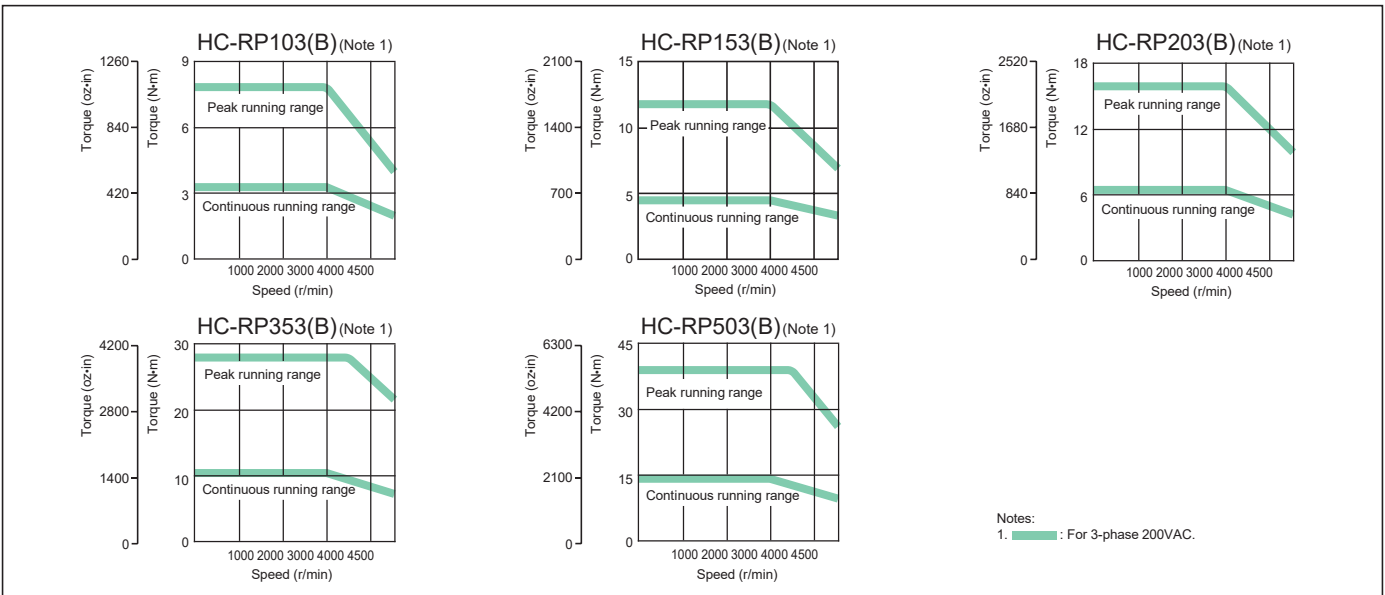 HC-RP103(B) (Note 1)
Torque (oz•in)
1260
840
420
0
Torque (N•m)
9
6
3
0
Peak running range
Continuous running range
1000 2000 3000 4000 4500
Speed (r/min)
HC-RP153(B) (Note 1)
Torque (oz•in)
2100
1400
700
0
Torque (N•m)
15
10
5
0
Peak running range
Continuous running range
1000 2000 3000 4000 4500
Speed (r/min)
HC-RP203(B) (Note 1)
Torque (oz•in)
2520
1680
840
0
Torque (N•m)
18
12
6
0
Peak running range
Continuous running range
1000 2000 3000 4000 4500
Speed (r/min)
HC-RP353(B) (Note 1)
Torque (oz•in)
4200
2800
1400
0
Torque (N•m)
30
20
10
0
Peak running range
Continuous running range
1000 2000 3000 4000 4500
Speed (r/min)
HC-RP503(B) (Note 1)
Torque (oz•in)
6300
4200
2100
0
Torque (N•m)
45
30
15
0
Peak running range
Continuous running range
1000 2000 3000 4000 4500
Speed (r/min)
Notes:
1. : For 3-phase 200VAC.